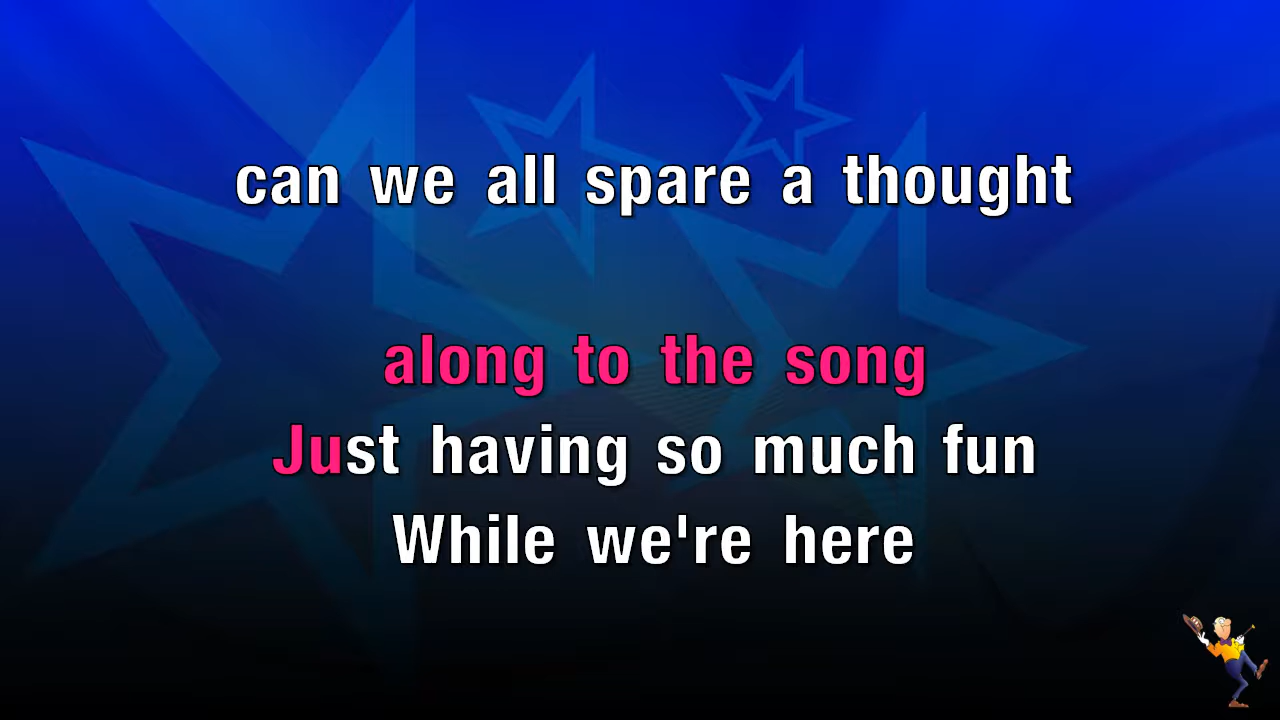 can we all spare a thought
along to the song
Just having so much fun
While we're here